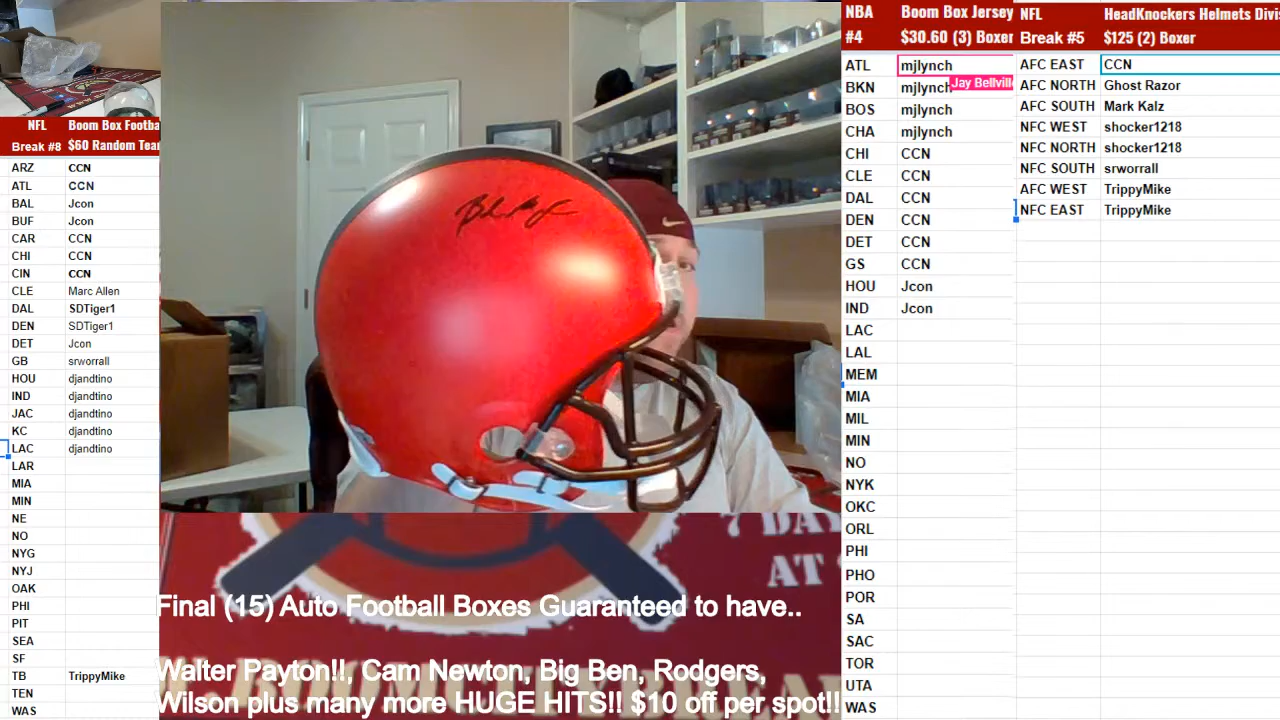 NFL Boom Box Footba
Break #8 $60 Random Tea
ARZ CCN
ATL CCN
BAL Jcon
BUF Jcon
CAR CCN
CHI CCN
CIN CCN
CLE Marc Allen
DAL SDTiger1
DEN SDTiger1
DET Jcon
GB srworrall
HOU djandtino
IND djandtino
JAC djandtino
KC djandtino
LAC djandtino
LAR
MIA
MIN
NE
NO
NYG
NYJ
OAK
PHI
PIT
SEA
SF
TB TrippyMike
TEN
WAS
7 DAY
AT
Final (15) Auto Football Boxes Guaranteed to have..
Walter Payton!!, Cam Newton, Big Ben, Rodgers,
Wilson plus many more HUGE HITS!! $10 off per spot!!
NBA Boom Box Jersey
#4 $30.60 (3) Boxer
ATL mjlynch
BKN mjlynch
Jay Bellvill
BOS mjlynch
CHA mjlynch
CHI CCN
CLE CCN
DAL CCN
DEN CCN
DET CCN
GS CCN
HOU Jcon
IND Jcon
LAC
LAL
MEM
MIA
MIL
MIN
NO
NYK
OKC
ORL
PHI
PHO
POR
SA
SAC
TOR
UTA
WAS
NFL HeadKnockers Helmets Divi
Break #5 $125 (2) Boxer
AFC EAST CCN
AFC NORTH Ghost Razor
AFC SOUTH Mark Kalz
NFC WEST shocker1218
NFC NORTH shocker1218
NFC SOUTH srworrall
AFC WEST TrippyMike
NFC EAST TrippyMike